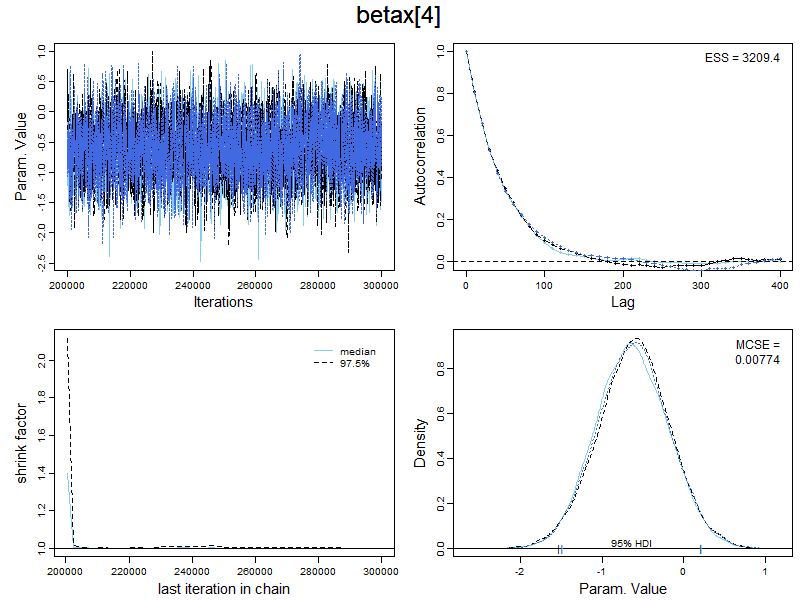 betax[4]
Param. Value
1.0
0.5
0.0
-0.5
-1.0
-1.5
-2.0
-2.5
200000 220000 240000 260000 280000 300000
Iterations
Autocorrelation
1.0
0.8
0.6
0.4
0.2
0.0
ESS = 3209.4
0 100 200 300 400
Lag
shrink factor
2.0
1.8
1.6
1.4
1.2
1.0
median
97.5%
200000 220000 240000 260000 280000 300000
last iteration in chain
Density
0.8
0.6
0.4
0.2
0.0
MCSE =
0.00774
95% HDI
-2 -1 0 1
Param. Value